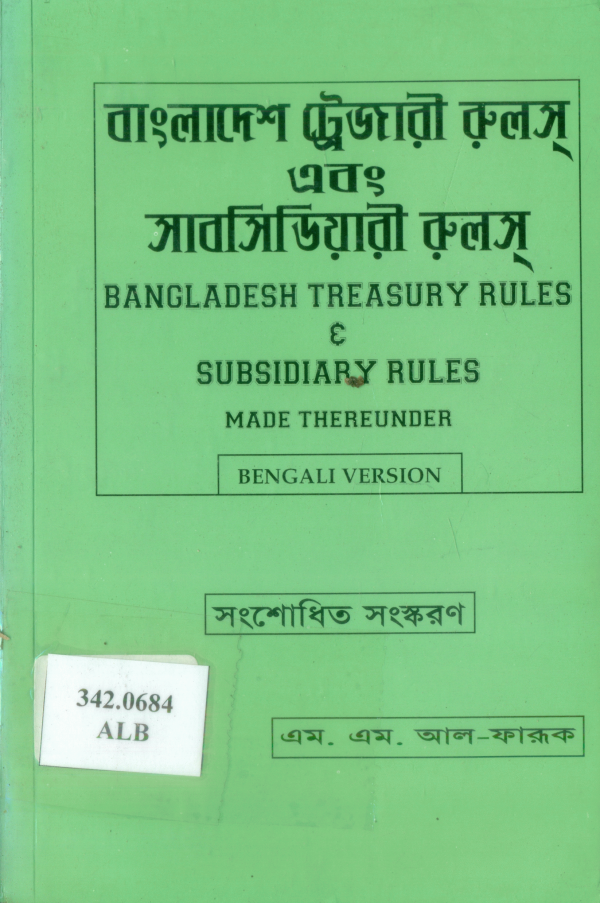 বাংলাদেশ ট্রেজারী রুলস্
এবং
সাবসিডিয়ারী রুলস্
BANGLADESH TREASURY RULES
&
SUBSIDIARY RULES
MADE THEREUNDER
BENGALI VERSION
সংশোধিত সংস্করণ
342.0684
ALB
এম. এম. আল-ফারূক